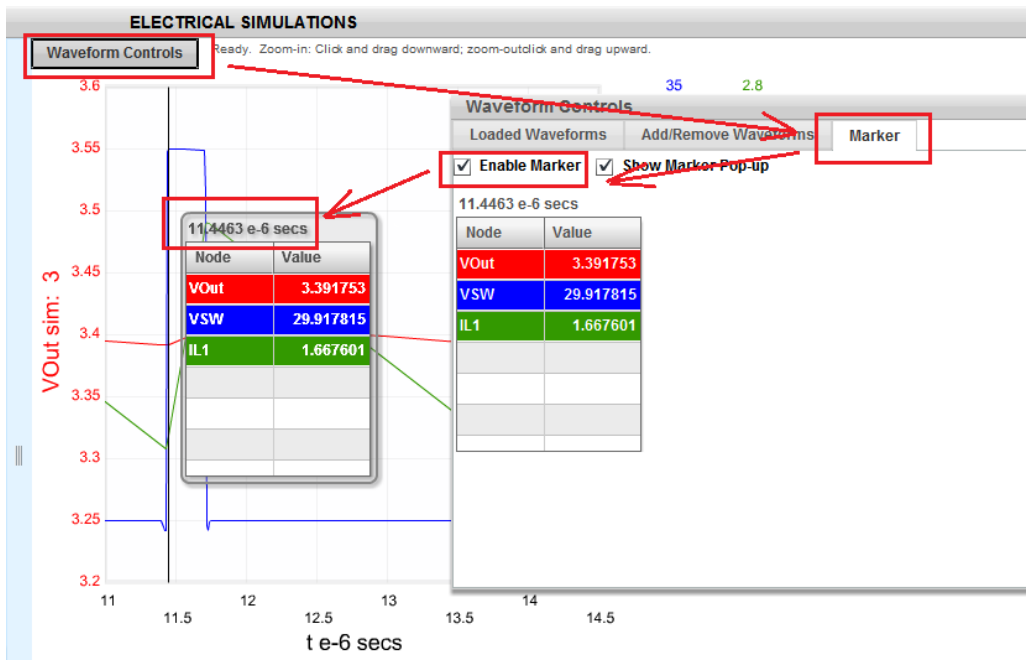 ELECTRICAL SIMULATIONS
Waveform Controls
Ready. Zoom-in: Click and drag downward; zoom-outclick and drag upward.
35 2.8
Waveform Controls
Loaded Waveforms Add/Remove Waveforms Marker
Enable Marker Show Marker Pop-up
11.4463 e-6 secs
Node Value
VOut 3.391753
VSW 29.917815
IL1 1.667601
11.4463 e-6 secs
Node Value
VOut 3.391753
VSW 29.917815
IL1 1.667601
VOut sim: 3
3.6
3.55
3.5
3.45
3.4
3.35
3.3
3.25
3.2
11 12 13 14
11.5 12.5 13.5 14.5
t e-6 secs